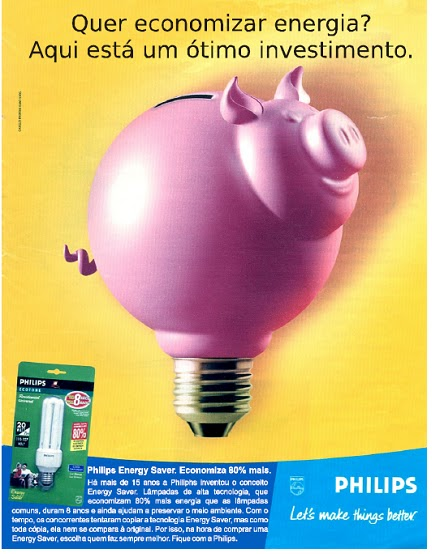 Quer economizar energia?
Aqui está um ótimo investimento.
PHILIPS
ECOTONE
20
80%
Philips Energy Saver. Economiza 80% mais.
Há mais de 15 anos a Philiphs inventou o conceito
Energy Saver. Lâmpadas de alta tecnologia, que
economizam 80% mais energia que as lâmpadas
comuns, duram 6 anos e ainda ajudam a preservar o meio ambiente. Com o
tempo, os concorrentes tentaram copiar a tecnologia Energy Saver, mas como
toda cópia, ela nem se compara à original. Por isso, na hora de comprar uma
Energy Saver, escolha quem faz sempre melhor. Fique com a Philips.
PHILIPS
Let's make things better.